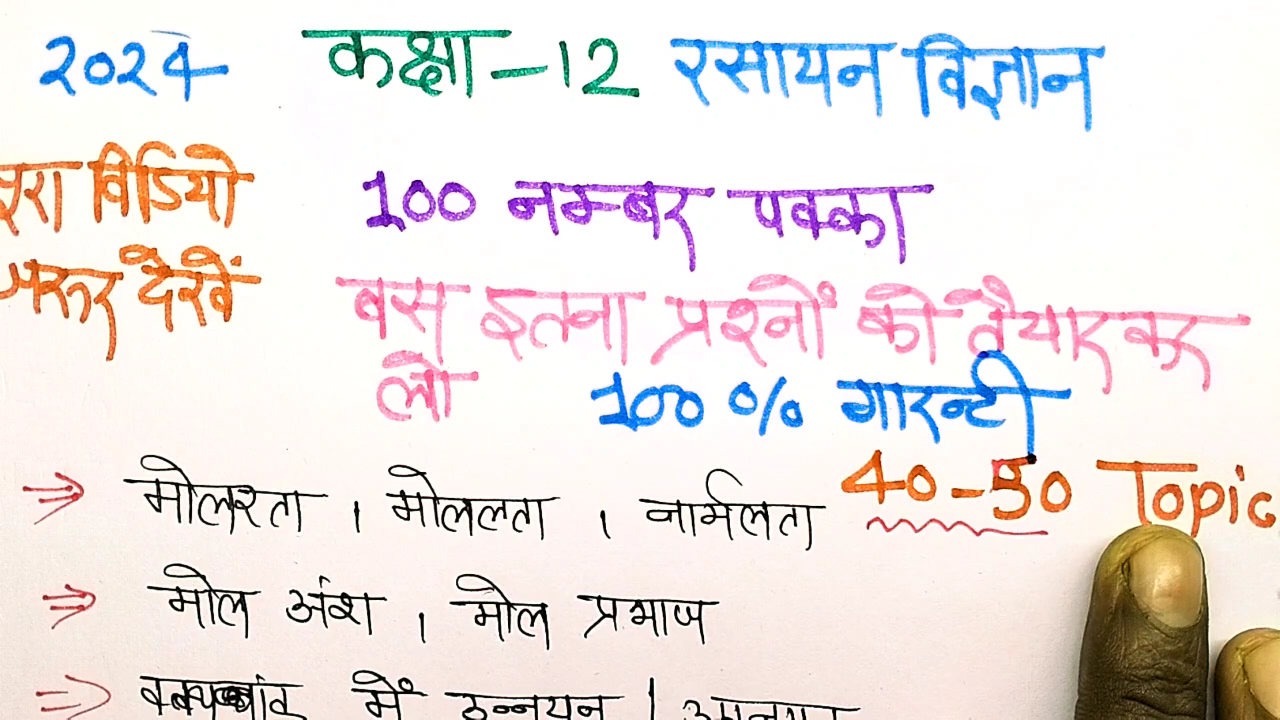 2024 कक्षा-12 रसायन विज्ञान
विडियो 100 नम्बर पक्का
देखें बस इतना प्रश्नों को तैयार कर
लो 100% गारन्टी
40-50 Topic
⇒ मोलरता । मोललता । नार्मलता
⇒ मोल अंश । मोल प्रभाज
⇒ में उन्नयन ।